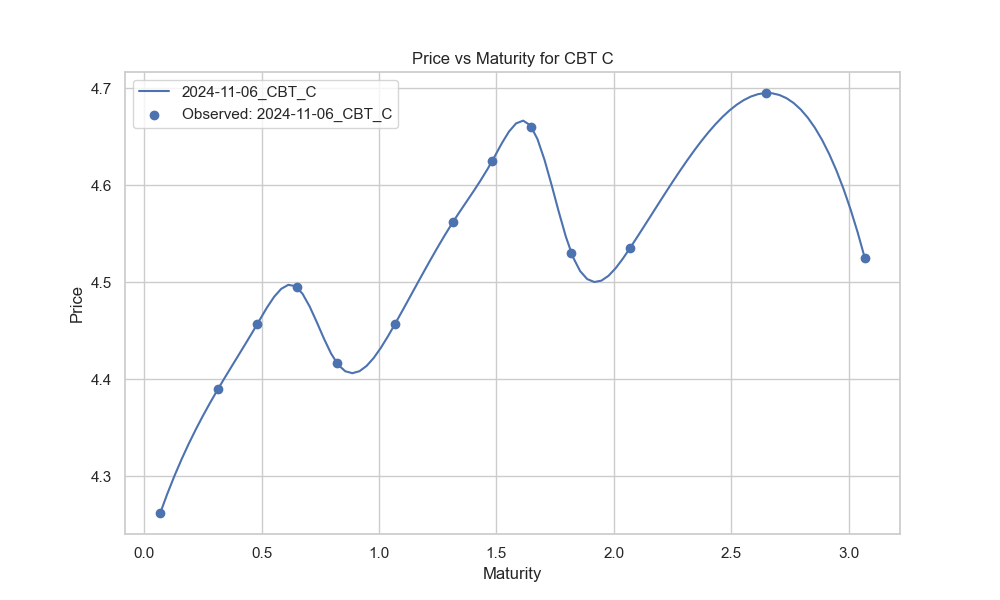 Price vs Maturity for CBT C
2024-11-06_CBT_C
Observed: 2024-11-06_CBT_C
4.7
4.6
4.5
4.4
4.3
Price
0.0 0.5 1.0 1.5 2.0 2.5 3.0
Maturity